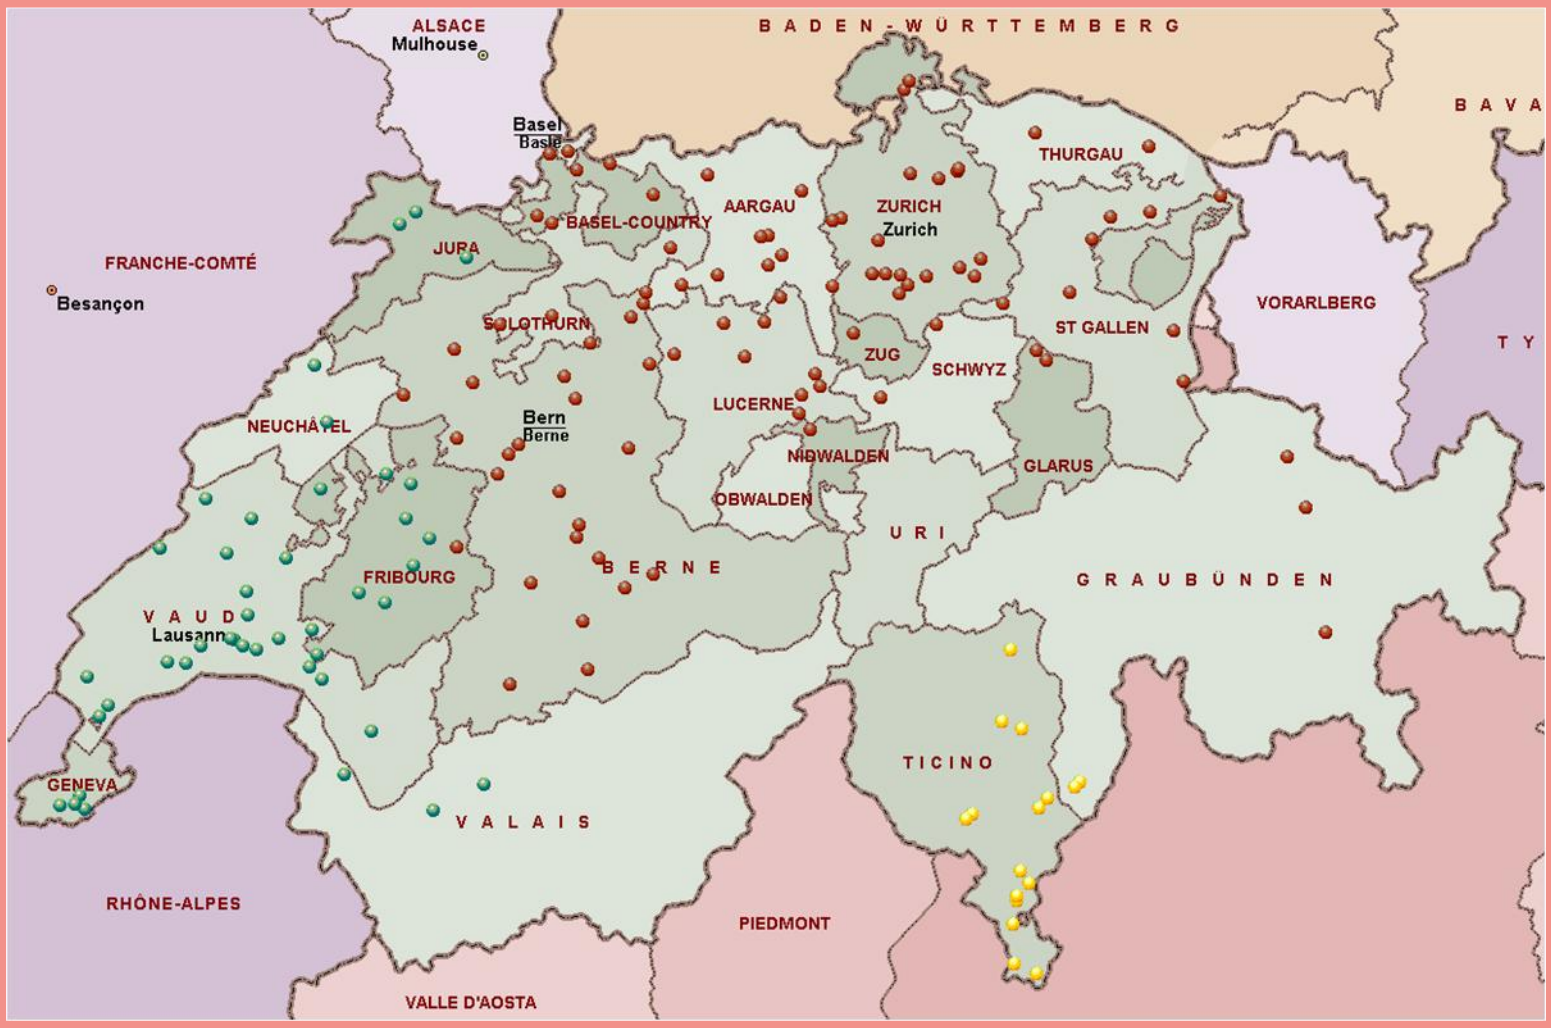 ALSACE
Mulhouse
BADEN-WÜRTTEMBERG
BAVA
Basel
Basle
THURGAU
AARGAU
ZURICH
BASEL-COUNTRY
Zurich
JURA
FRANCHE-COMTÉ
Besançon
VORARLBERG
SOLOTHURN
ST GALLEN
TY
ZUG
SCHWYZ
LUCERNE
Bern
Berne
NEUCHÂTEL
NIDWALDEN
GLARUS
OBWALDEN
URI
BERNE
FRIBOURG
GRAUBÜNDEN
VAUD
Lausann
TICINO
GENEVA
VALAIS
RHÔNE-ALPES
PIEDMONT
VALLE D'AOSTA